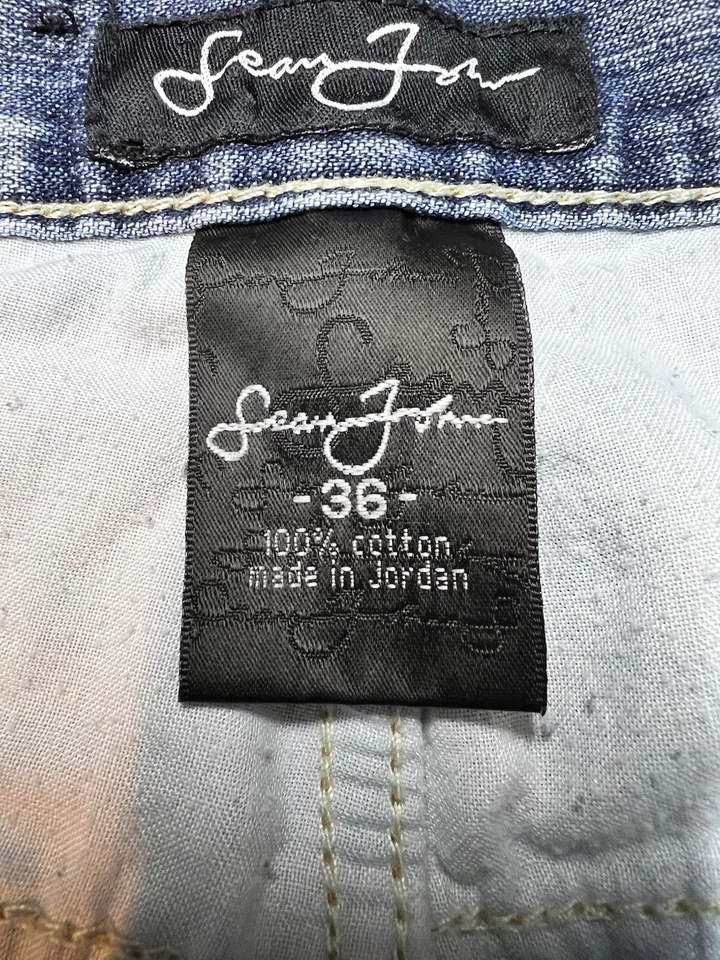 Sean John
Sean John
-36-
100% cotton
made in Jordan